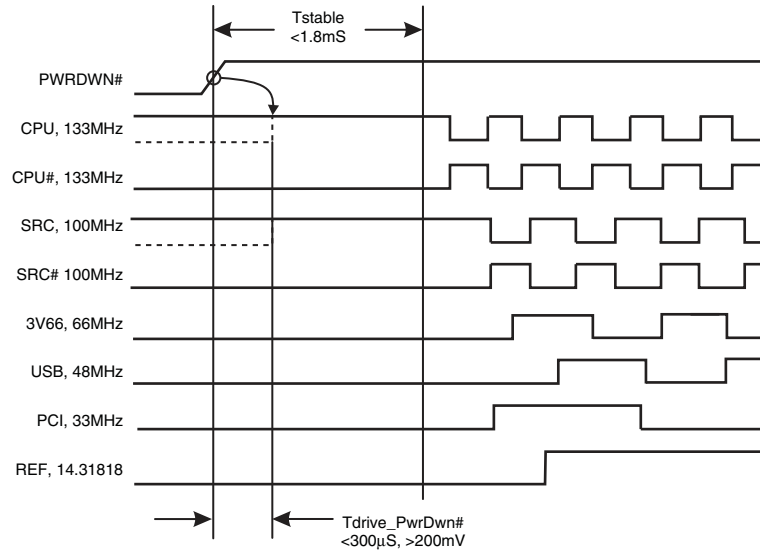 Tstable
<1.8mS
PWRDWN#
CPU, 133MHz
CPU#, 133MHz
SRC, 100MHz
SRC# 100MHz
3V66, 66MHz
USB, 48MHz
PCI, 33MHz
REF, 14.31818
Tdrive_PwrDwn#
<300µS, >200mV